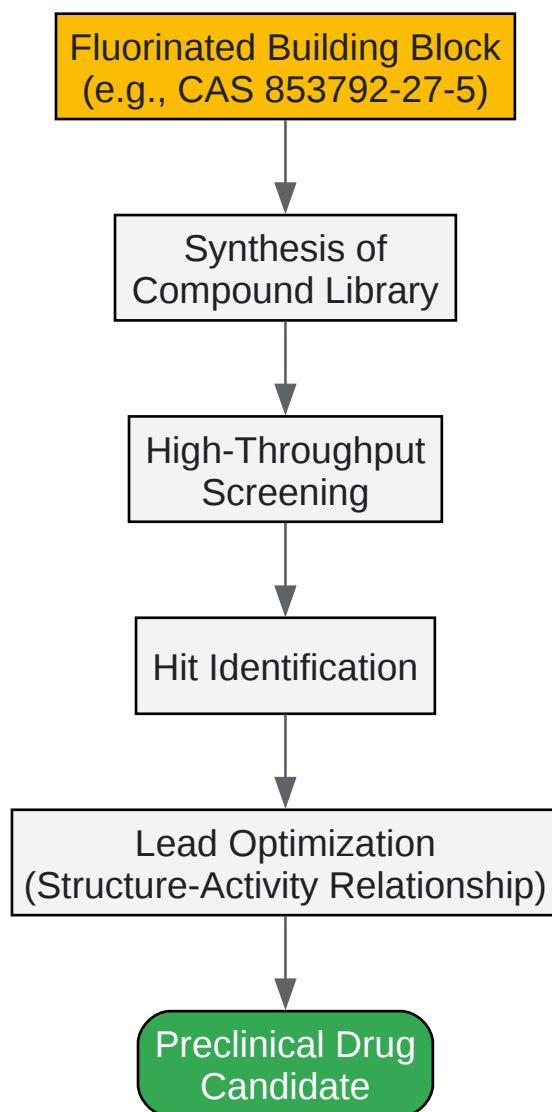 Fluorinated Building Block
(e.g., CAS 853792-27-5)
Synthesis of
Compound Library
High-Throughput
Screening
Hit Identification
Lead Optimization
(Structure-Activity Relationship)
Preclinical Drug
Candidate